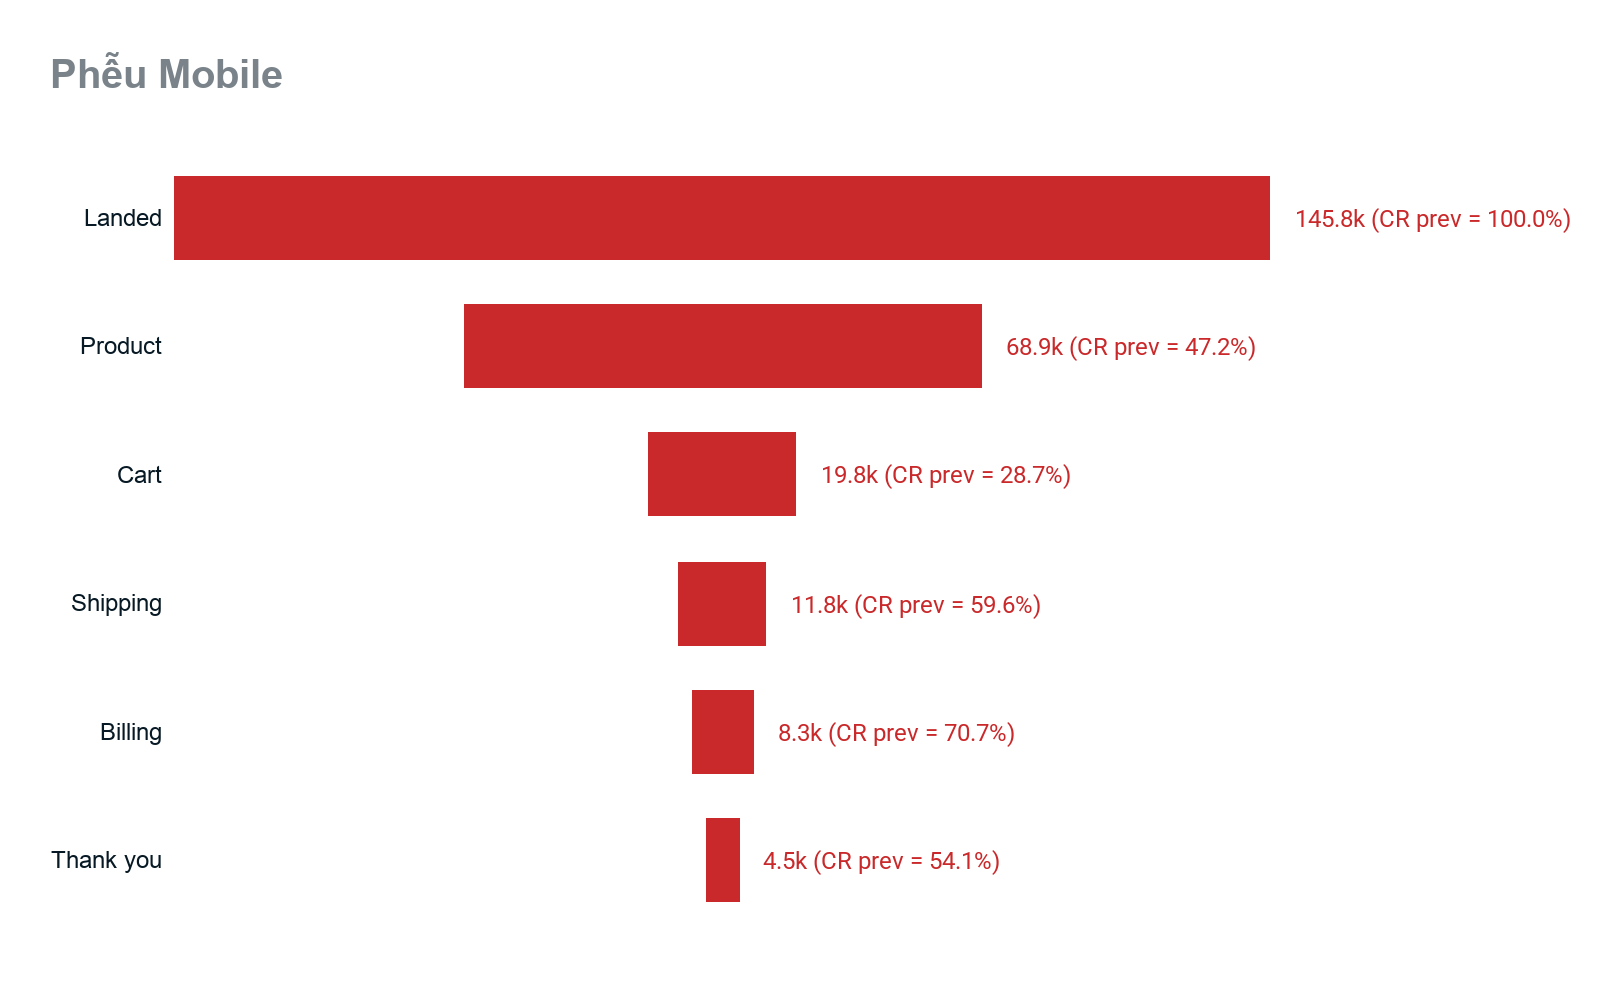 Phễu Mobile
Landed 145.8k (CR prev = 100.0%)
Product 68.9k (CR prev = 47.2%)
Cart 19.8k (CR prev = 28.7%)
Shipping 11.8k (CR prev = 59.6%)
Billing 8.3k (CR prev = 70.7%)
Thank you 4.5k (CR prev = 54.1%)